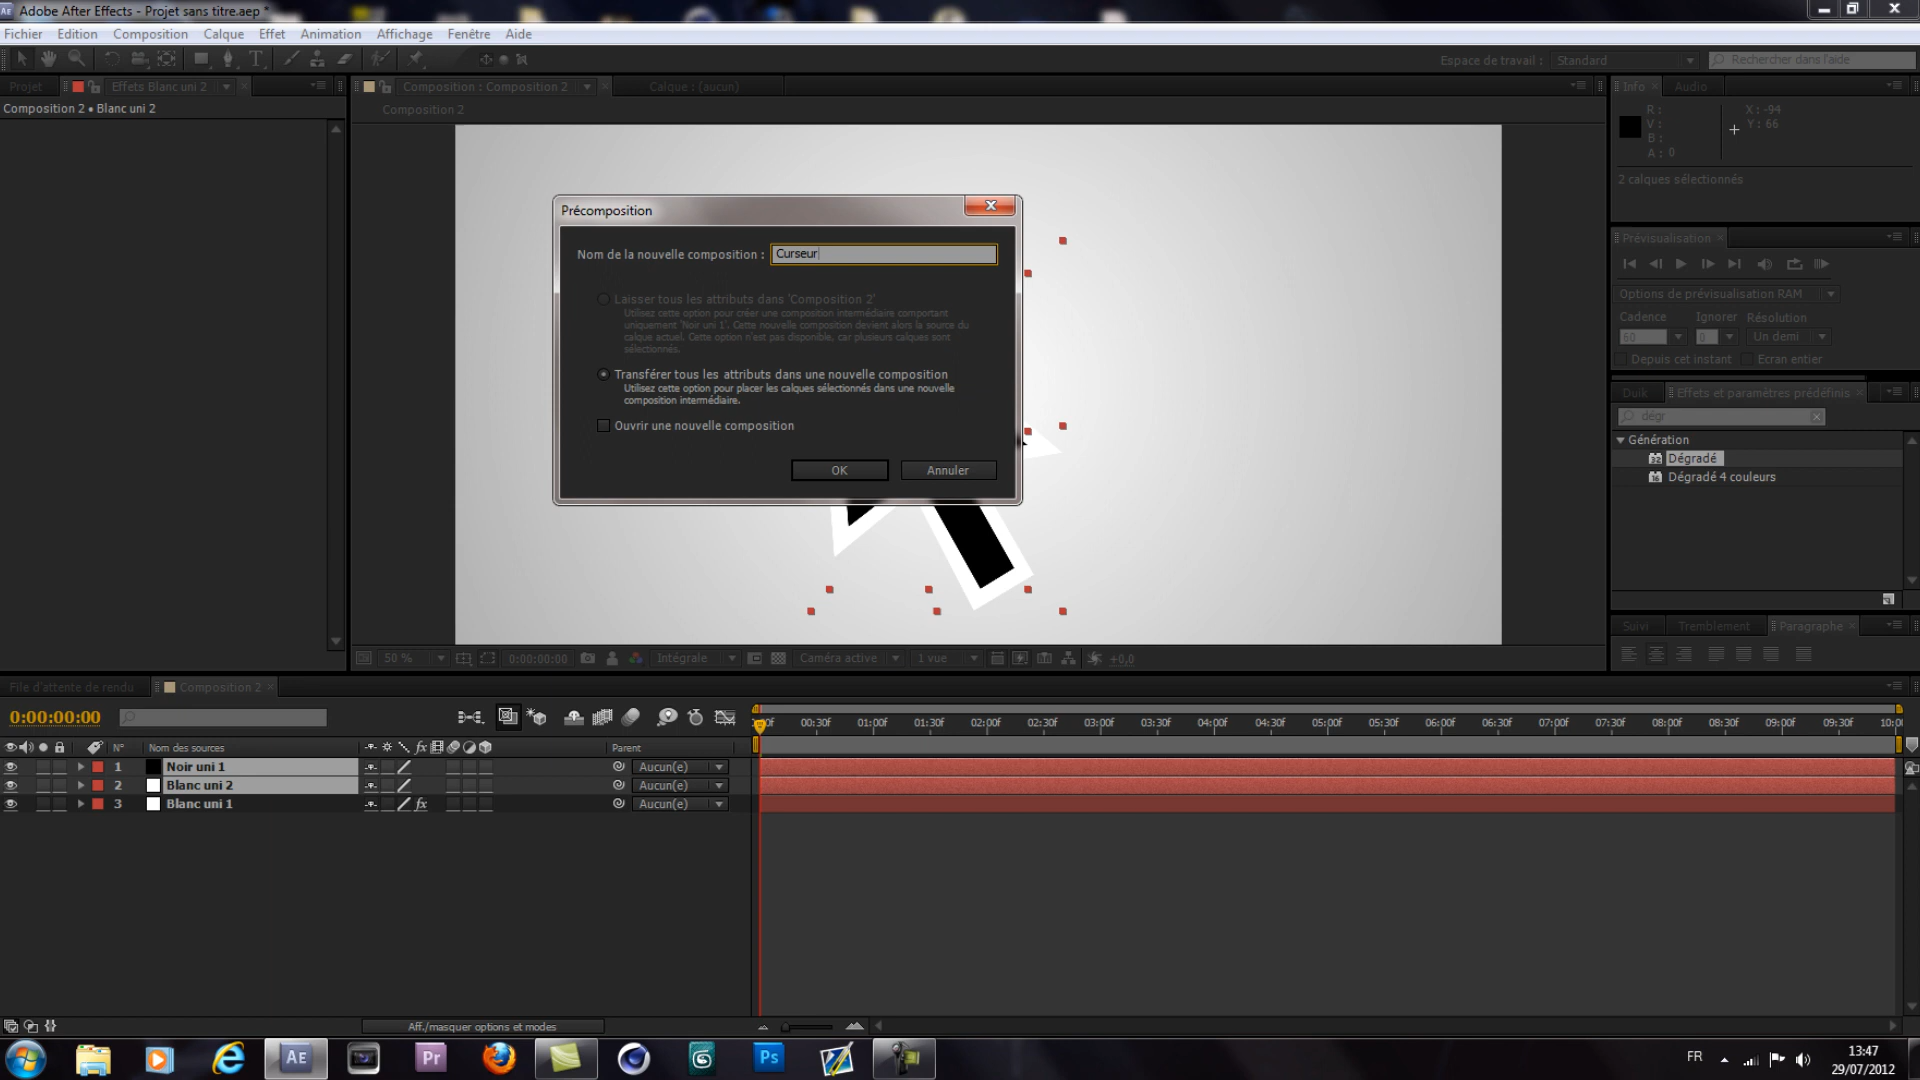 Adobe After Effects - Projet sans titre.aep *
Fichier Edition Composition Calque Effet Animation Affichage Fenêtre Aide
Espace de travail : Standard Rechercher dans l'aide
Projet Effets Blanc uni 2 Composition : Composition 2 Calque : (aucun) Info Audio
Composition 2 • Blanc uni 2
Composition 2
R :
V :
B :
A : 0
X : -94
Y : 66
2 calques sélectionnés
Précomposition
Nom de la nouvelle composition : Curseur
Laisser tous les attributs dans 'Composition 2'
Utilisez cette option pour créer une composition intermédiaire comportant
uniquement 'Noir uni 1'. Cette nouvelle composition devient alors la source du
calque actuel. Cette option n'est pas disponible, car plusieurs calques sont
sélectionnés.
Transférer tous les attributs dans une nouvelle composition
Utilisez cette option pour placer les calques sélectionnés dans une nouvelle
composition intermédiaire.
Ouvrir une nouvelle composition
OK Annuler
Prévisualisation
Options de prévisualisation RAM
Cadence Ignorer Résolution
60 0 Un demi
Depuis cet instant Ecran entier
Duik Effets et paramètres prédéfinis
dégr
Génération
32 Dégradé
16 Dégradé 4 couleurs
Suivi Tremblement Paragraphe
50 % 0:00:00:00 Intégrale Caméra active 1 vue +0,0
File d'attente de rendu Composition 2
0:00:00:00
00:30f 01:00f 01:30f 02:00f 02:30f 03:00f 03:30f 04:00f 04:30f 05:00f 05:30f 06:00f 06:30f 07:00f 07:30f 08:00f 08:30f 09:00f 09:30f 10:0
N° Nom des sources fx Parent
1 Noir uni 1 Aucun(e)
2 Blanc uni 2 Aucun(e)
3 Blanc uni 1 fx Aucun(e)
Aff./masquer options et modes
AE Pr Ps
FR
13:47
29/07/2012